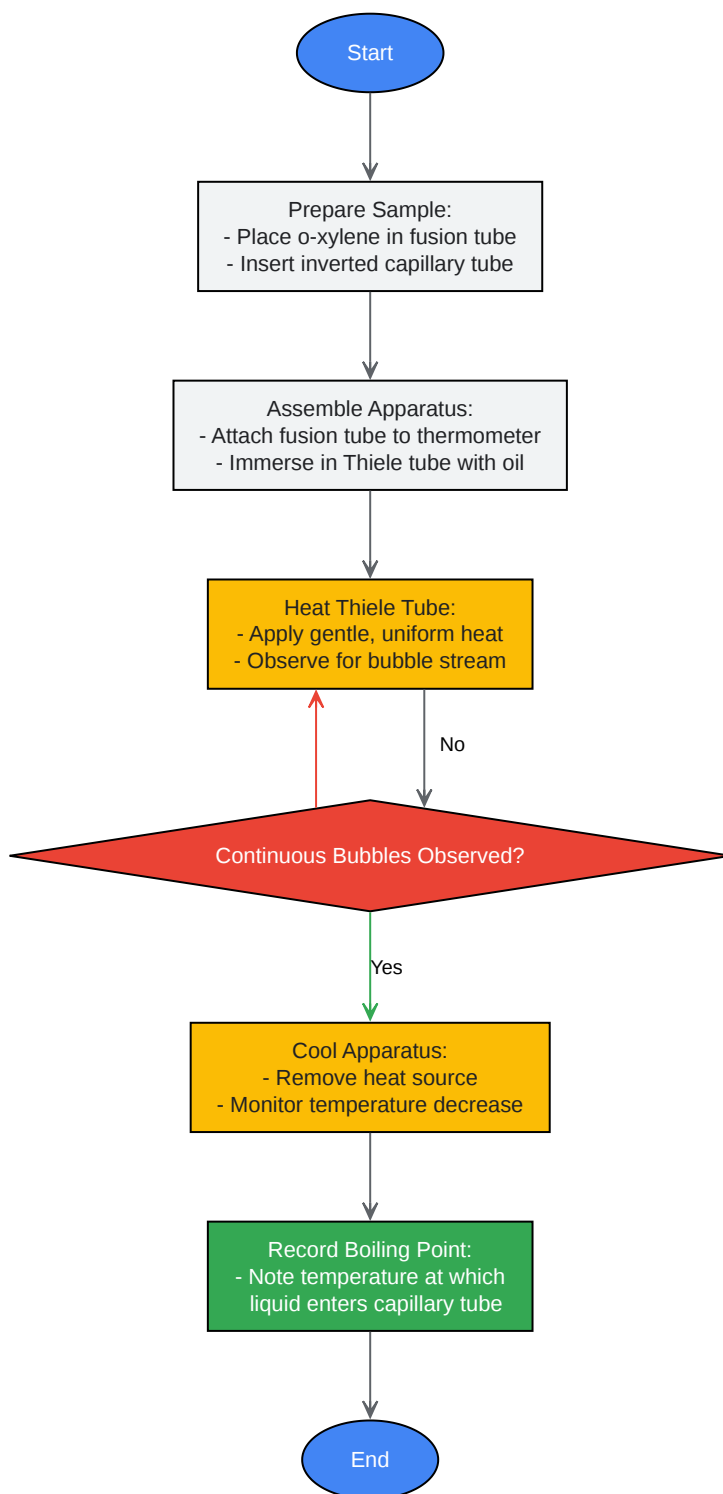 Start
Prepare Sample:
- Place o-xylene in fusion tube
- Insert inverted capillary tube
Assemble Apparatus:
- Attach fusion tube to thermometer
- Immerse in Thiele tube with oil
Heat Thiele Tube:
- Apply gentle, uniform heat
- Observe for bubble stream
No
Continuous Bubbles Observed?
Yes
Cool Apparatus:
- Remove heat source
- Monitor temperature decrease
Record Boiling Point:
- Note temperature at which
liquid enters capillary tube
End